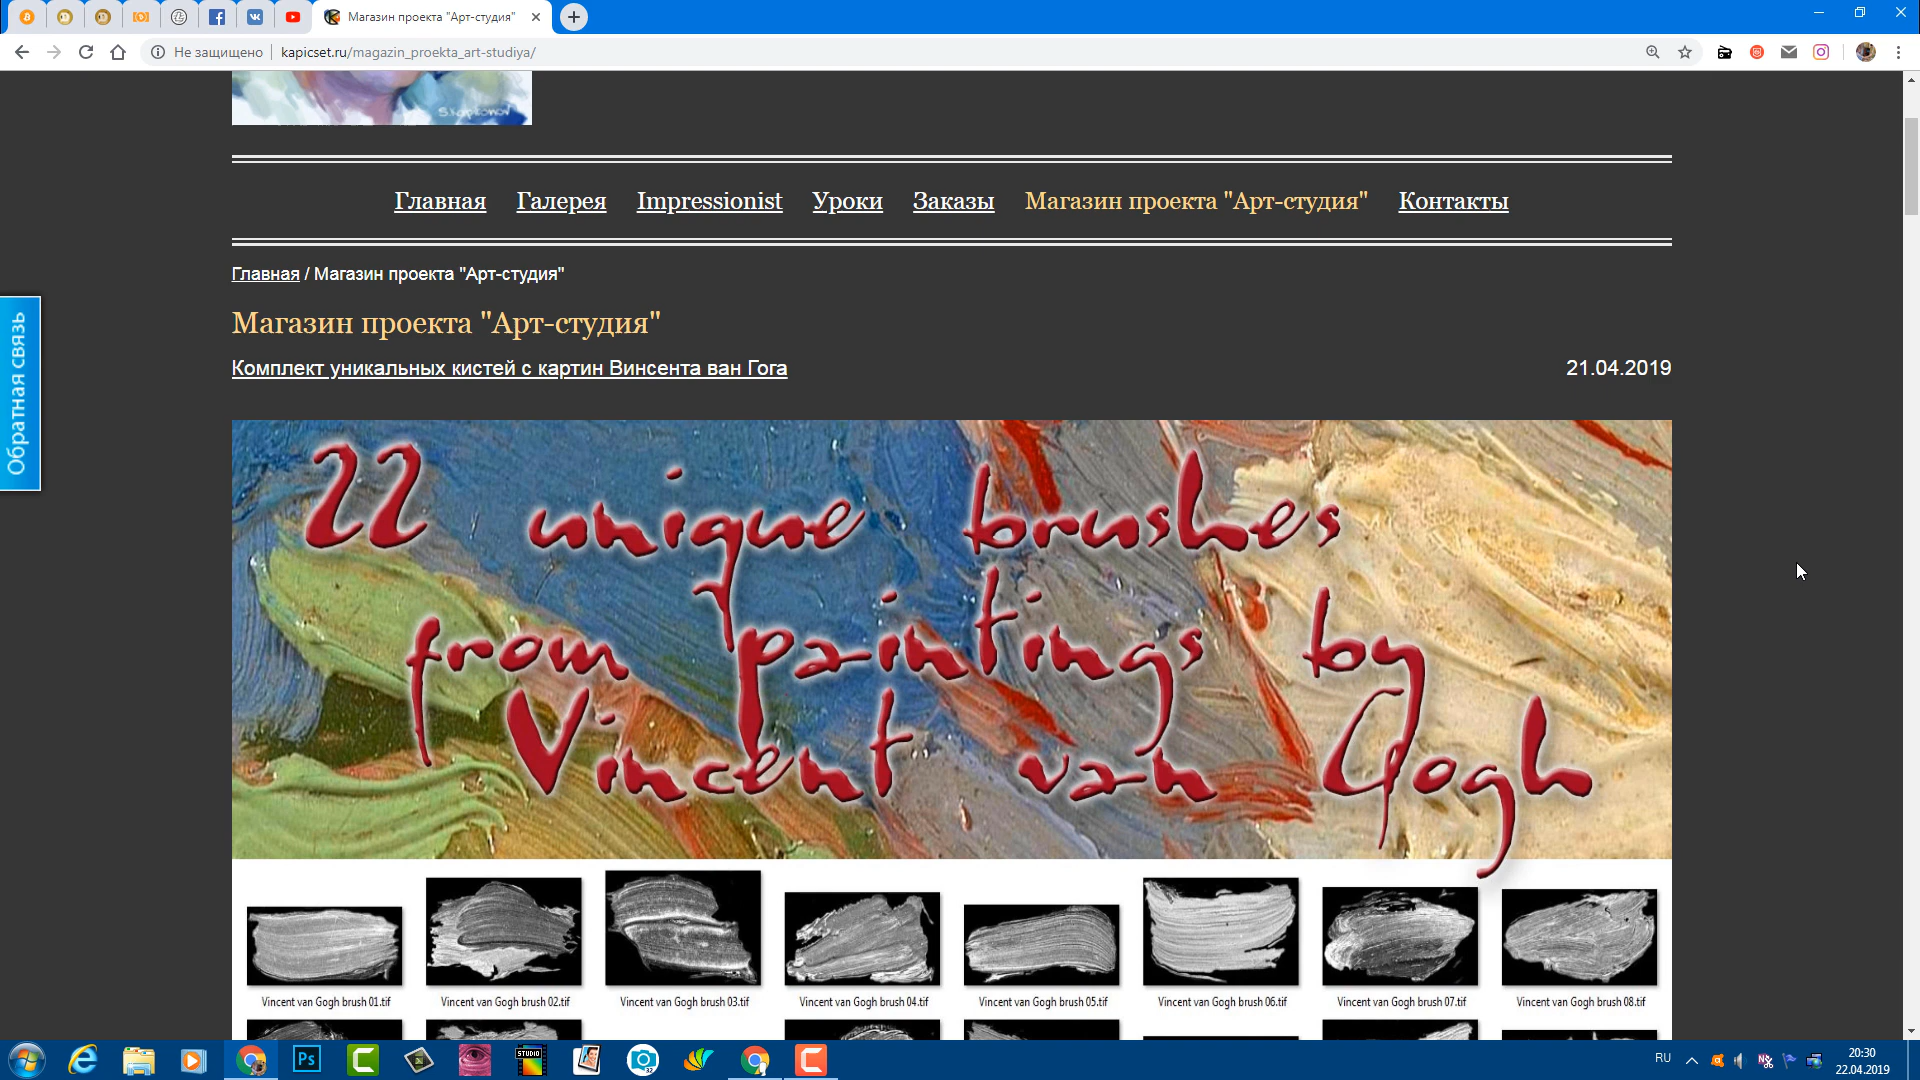 Магазин проекта "Арт-студия"
Не защищено
kapicset.ru/magazin_proekta_art-studiya/
Главная Галерея Impressionist Уроки Заказы Магазин проекта "Арт-студия" Контакты
Главная / Магазин проекта "Арт-студия"
Магазин проекта "Арт-студия"
Комплект уникальных кистей с картин Винсента ван Гога 21.04.2019
Обратная связь
22 unique brushes
from paintings by
Vincent van Gogh
Vincent van Gogh brush 01.tif Vincent van Gogh brush 02.tif Vincent van Gogh brush 03.tif Vincent van Gogh brush 04.tif Vincent van Gogh brush 05.tif Vincent van Gogh brush 06.tif Vincent van Gogh brush 07.tif Vincent van Gogh brush 08.tif
Ps
STUDIO
32
RU
20:30
22.04.2019